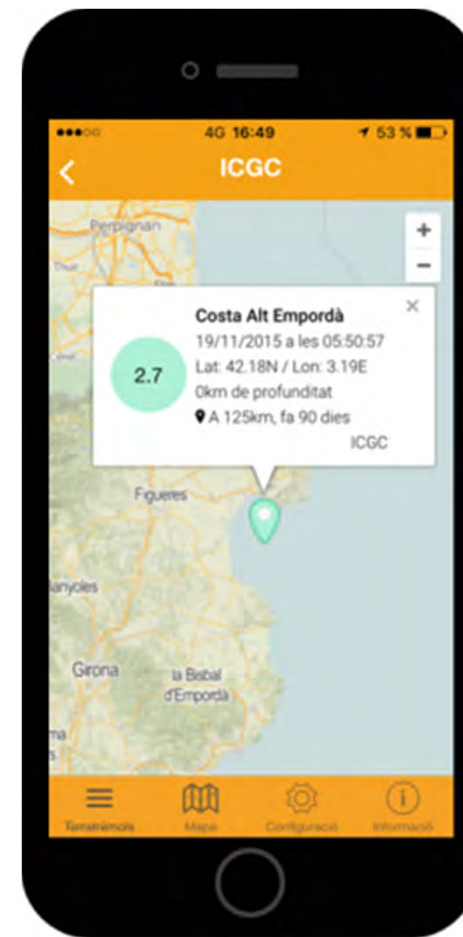 4G 16:49
53 %
ICGC
Perpignan
+
−
Costa Alt Empordà
19/11/2015 a les 05:50:57
2.7
Lat: 42.18N / Lon: 3.19E
0km de profunditat
A 125km, fa 90 dies
ICGC
Figueres
anyoles
Girona
la Bisbal
d'Empordà
Terratrèmols Mapa Configuració Informació